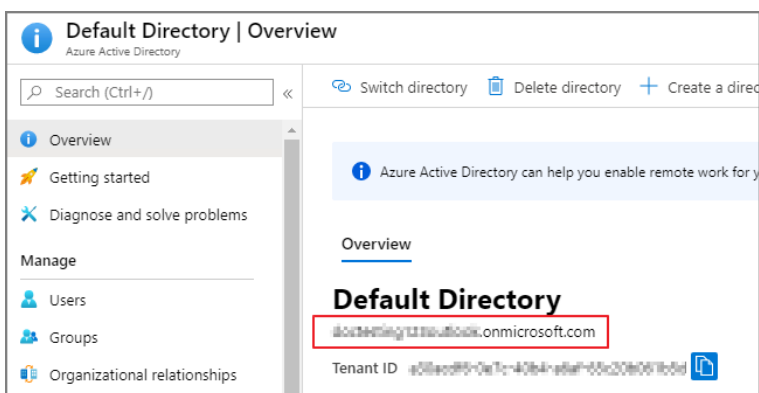 Default Directory | Overview
Azure Active Directory
Search (Ctrl+/)
«
Switch directory
Delete directory
Create a direc
Overview
Getting started
Diagnose and solve problems
Manage
Users
Groups
Organizational relationships
Azure Active Directory can help you enable remote work for y
Overview
Default Directory
.onmicrosoft.com
Tenant ID